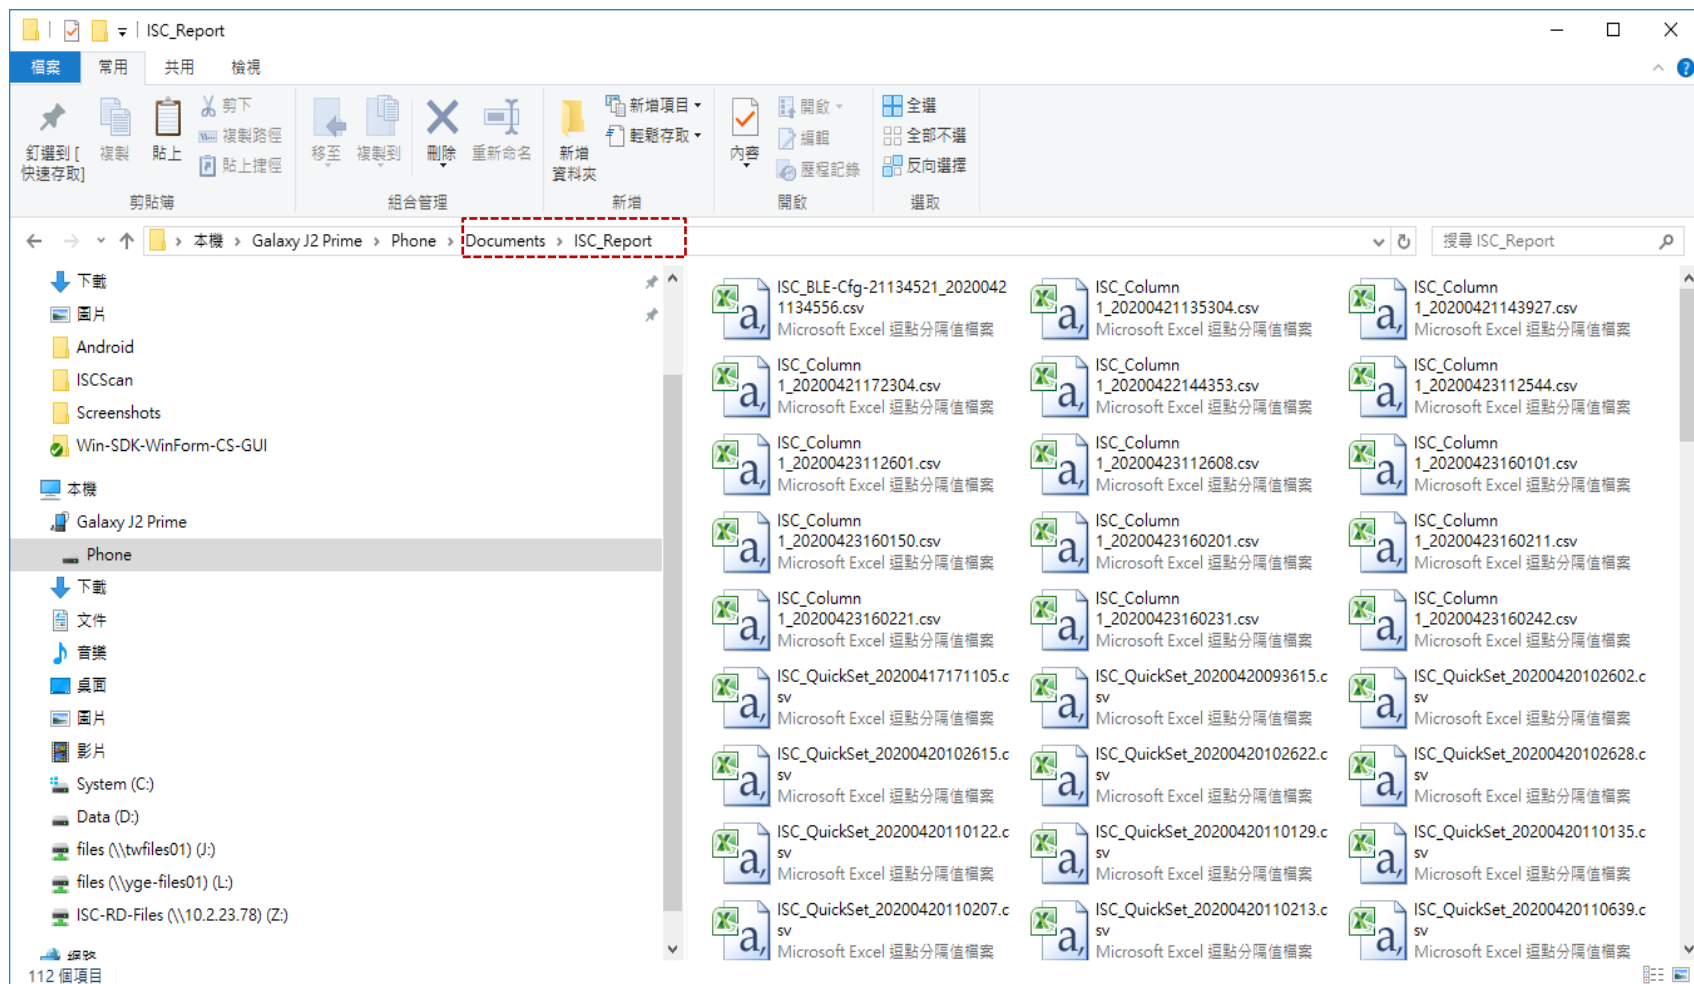 ISC_Report
檔案 常用 共用 檢視
釘選到 [
快速存取]
複製
貼上
剪下
複製路徑
貼上捷徑
剪貼簿
移至
複製到
刪除
重新命名
組合管理
新增
資料夾
新增項目
輕鬆存取
新增
內容
開啟
編輯
歷程記錄
開啟
全選
全部不選
反向選擇
選取
本機 › Galaxy J2 Prime › Phone › Documents › ISC_Report
搜尋 ISC_Report
下載
圖片
Android
ISCScan
Screenshots
Win-SDK-WinForm-CS-GUI
本機
Galaxy J2 Prime
Phone
下載
文件
音樂
桌面
圖片
影片
System (C:)
Data (D:)
files (\\twfiles01) (J:)
files (\\yge-files01) (L:)
ISC-RD-Files (\\10.2.23.78) (Z:)
網路
ISC_BLE-Cfg-21134521_2020042
1134556.csv
Microsoft Excel 逗點分隔值檔案
ISC_Column
1_20200421135304.csv
Microsoft Excel 逗點分隔值檔案
ISC_Column
1_20200421143927.csv
Microsoft Excel 逗點分隔值檔案
ISC_Column
1_20200421172304.csv
Microsoft Excel 逗點分隔值檔案
ISC_Column
1_20200422144353.csv
Microsoft Excel 逗點分隔值檔案
ISC_Column
1_20200423112544.csv
Microsoft Excel 逗點分隔值檔案
ISC_Column
1_20200423112601.csv
Microsoft Excel 逗點分隔值檔案
ISC_Column
1_20200423112608.csv
Microsoft Excel 逗點分隔值檔案
ISC_Column
1_20200423160101.csv
Microsoft Excel 逗點分隔值檔案
ISC_Column
1_20200423160150.csv
Microsoft Excel 逗點分隔值檔案
ISC_Column
1_20200423160201.csv
Microsoft Excel 逗點分隔值檔案
ISC_Column
1_20200423160211.csv
Microsoft Excel 逗點分隔值檔案
ISC_Column
1_20200423160221.csv
Microsoft Excel 逗點分隔值檔案
ISC_Column
1_20200423160231.csv
Microsoft Excel 逗點分隔值檔案
ISC_Column
1_20200423160242.csv
Microsoft Excel 逗點分隔值檔案
ISC_QuickSet_20200417171105.c
sv
Microsoft Excel 逗點分隔值檔案
ISC_QuickSet_20200420093615.c
sv
Microsoft Excel 逗點分隔值檔案
ISC_QuickSet_20200420102602.c
sv
Microsoft Excel 逗點分隔值檔案
ISC_QuickSet_20200420102615.c
sv
Microsoft Excel 逗點分隔值檔案
ISC_QuickSet_20200420102622.c
sv
Microsoft Excel 逗點分隔值檔案
ISC_QuickSet_20200420102628.c
sv
Microsoft Excel 逗點分隔值檔案
ISC_QuickSet_20200420110122.c
sv
Microsoft Excel 逗點分隔值檔案
ISC_QuickSet_20200420110129.c
sv
Microsoft Excel 逗點分隔值檔案
ISC_QuickSet_20200420110135.c
sv
Microsoft Excel 逗點分隔值檔案
ISC_QuickSet_20200420110207.c
sv
Microsoft Excel 逗點分隔值檔案
ISC_QuickSet_20200420110213.c
sv
Microsoft Excel 逗點分隔值檔案
ISC_QuickSet_20200420110639.c
sv
Microsoft Excel 逗點分隔值檔案
112 個項目